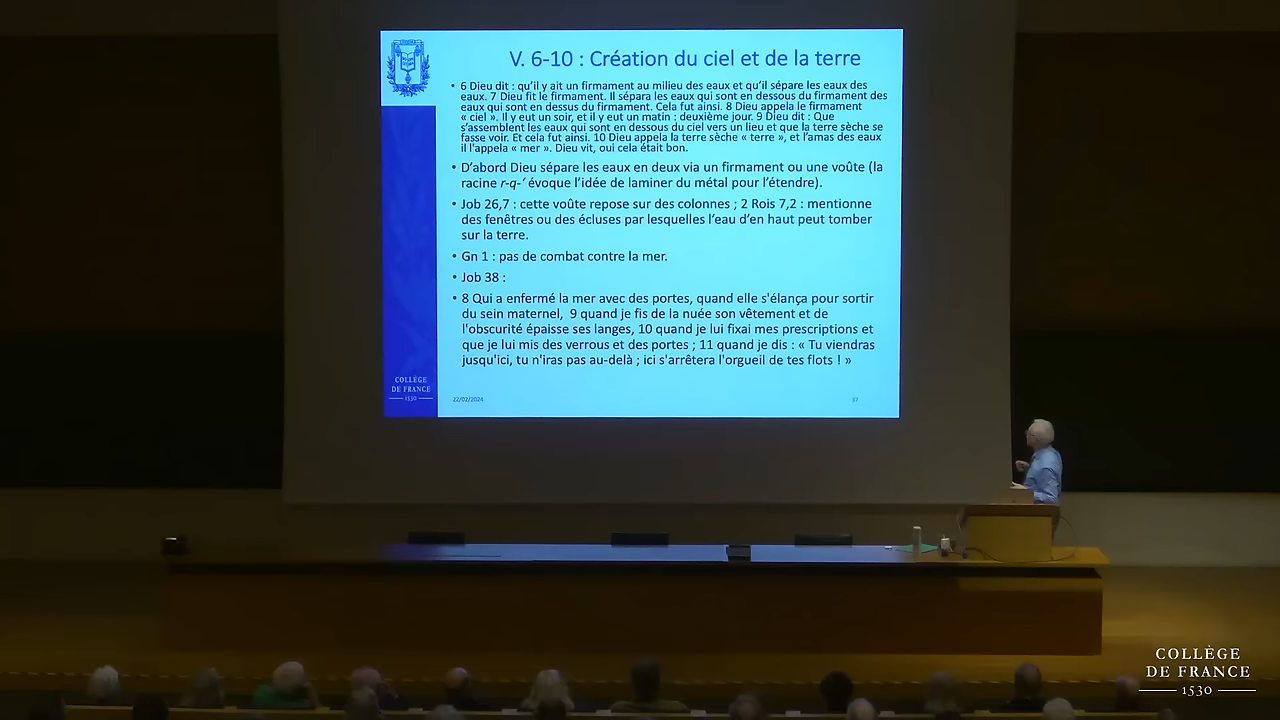 V. 6-10 : Création du ciel et de la terre
• 6 Dieu dit : qu'il y ait un firmament au milieu des eaux et qu'il sépare les eaux des
eaux. 7 Dieu fit le firmament. Il sépara les eaux qui sont en dessous du firmament des
eaux qui sont en dessus du firmament. Cela fut ainsi. 8 Dieu appela le firmament
« ciel ». Il y eut un soir, et il y eut un matin : deuxième jour. 9 Dieu dit : Que
s'assemblent les eaux qui sont en dessous du ciel vers un lieu et que la terre sèche se
fasse voir. Et cela fut ainsi. 10 Dieu appela la terre sèche « terre », et l'amas des eaux
il l'appela « mer ». Dieu vit, oui cela était bon.
• D'abord Dieu sépare les eaux en deux via un firmament ou une voûte (la
racine r-q-‘ évoque l'idée de laminer du métal pour l'étendre).
• Job 26,7 : cette voûte repose sur des colonnes ; 2 Rois 7,2 : mentionne
des fenêtres ou des écluses par lesquelles l'eau d'en haut peut tomber
sur la terre.
• Gn 1 : pas de combat contre la mer.
• Job 38 :
• 8 Qui a enfermé la mer avec des portes, quand elle s'élança pour sortir
du sein maternel, 9 quand je fis de la nuée son vêtement et de
l'obscurité épaisse ses langes, 10 quand je lui fixai mes prescriptions et
que je lui mis des verrous et des portes ; 11 quand je dis : « Tu viendras
jusqu'ici, tu n'iras pas au-delà ; ici s'arrêtera l'orgueil de tes flots ! »
COLLÈGE
DE FRANCE
1530
22/02/2024
37
COLLÈGE
DE FRANCE
1530